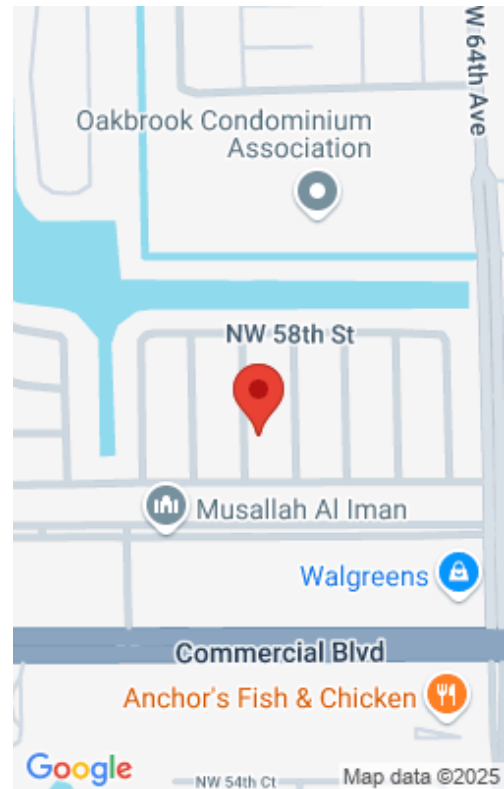 W 64th Ave
Oakbrook Condominium
Association
NW 58th St
Musallah Al Iman
Walgreens
Commercial Blvd
Anchor's Fish & Chicken
Google
NW 54th Ct
Map data ©2025